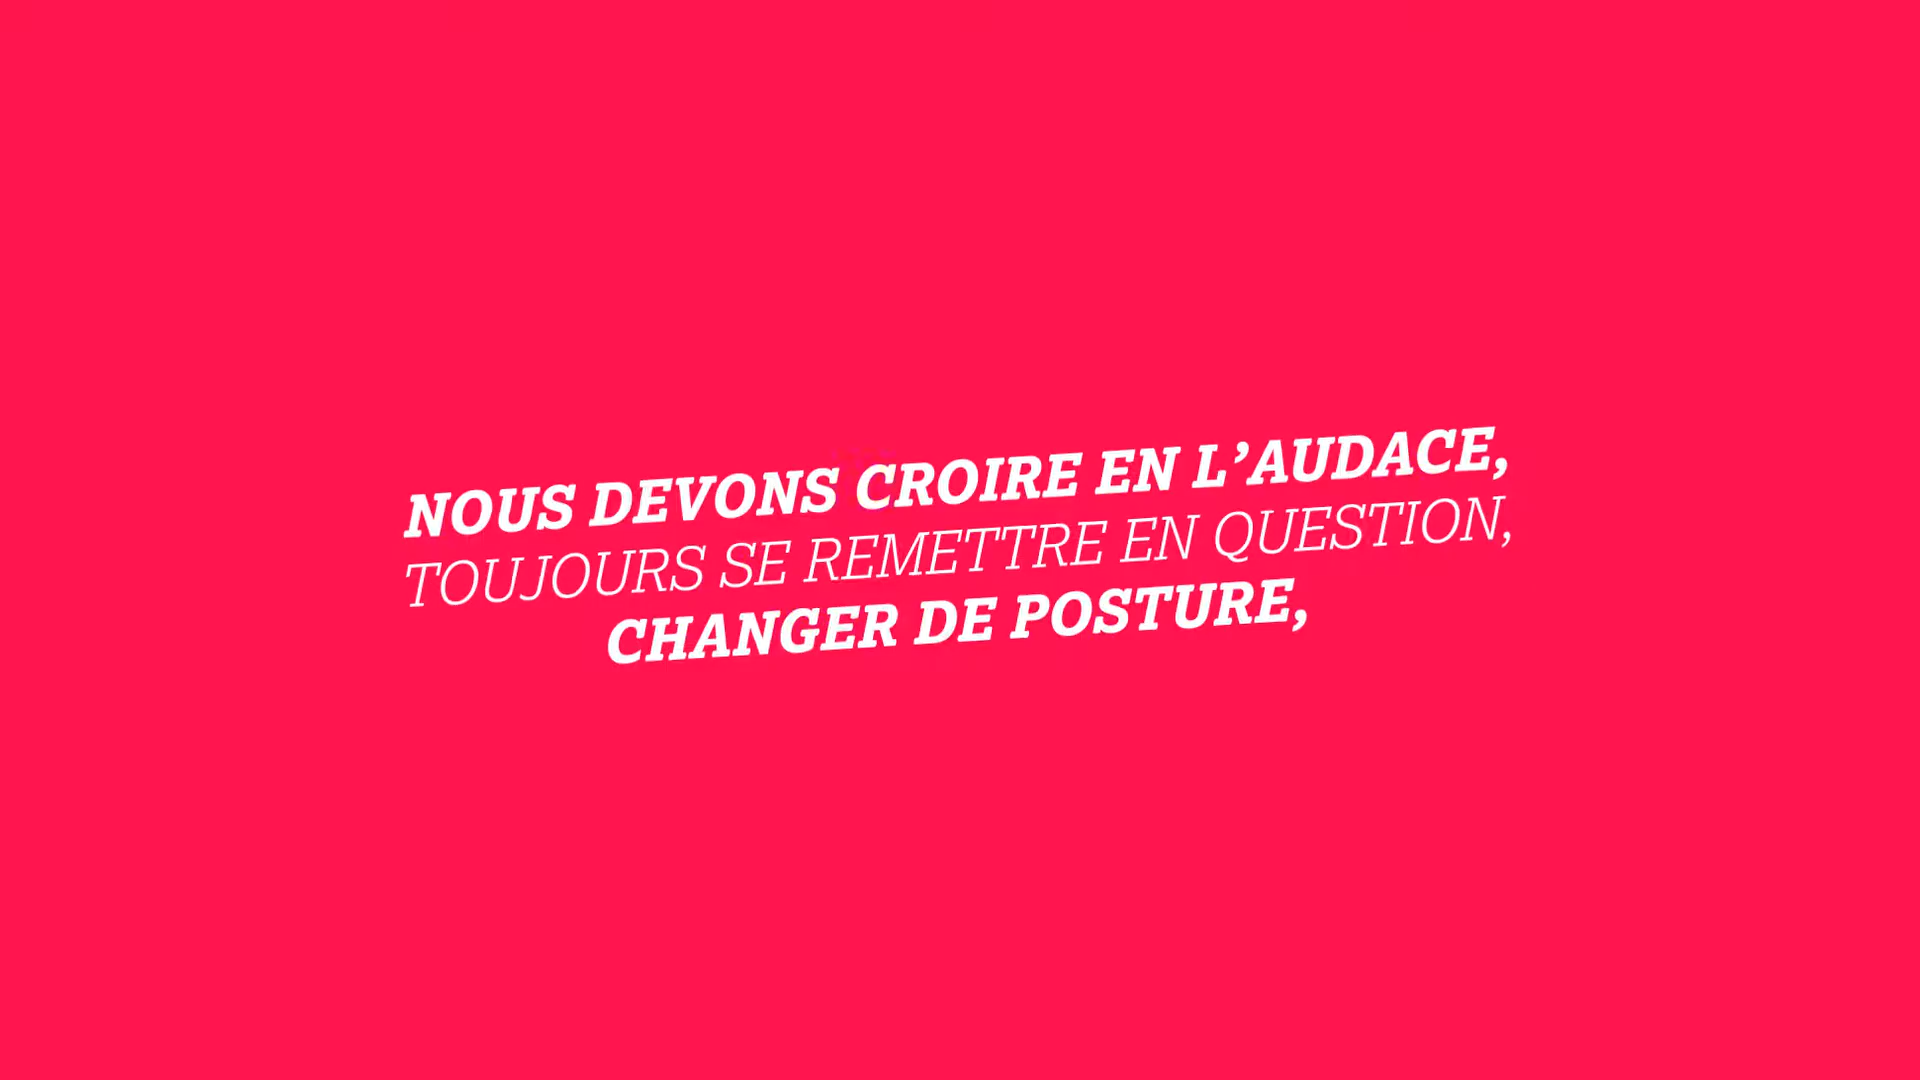 NOUS DEVONS CROIRE EN L’AUDACE,
TOUJOURS SE REMETTRE EN QUESTION,
CHANGER DE POSTURE,